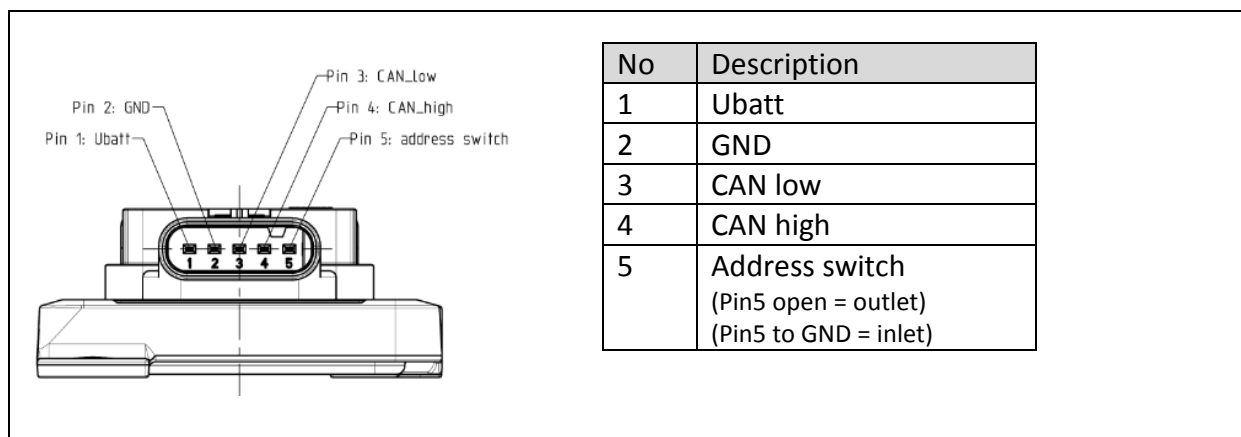 Pin 3: CAN_low
Pin 2: GND
Pin 4: CAN_high
Pin 1: Ubatt
Pin 5: address switch
1 2 3 4 5
No Description
1 Ubatt
2 GND
3 CAN low
4 CAN high
5 Address switch
(Pin5 open = outlet)
(Pin5 to GND = inlet)